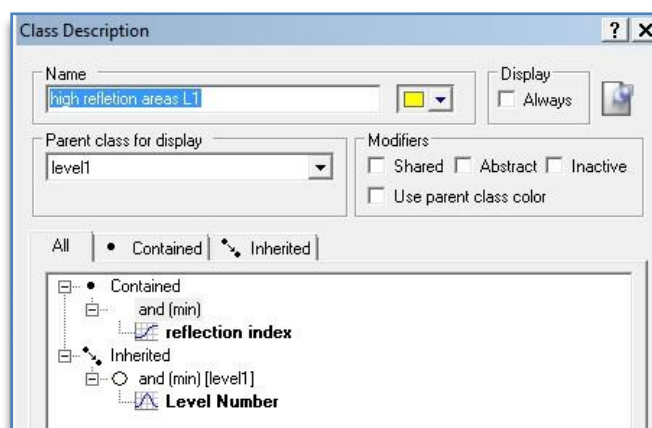 Class Description
Name
high refletion areas L1
Display
Always
Parent class for display
level1
Modifiers
Shared Abstract Inactive
Use parent class color
All Contained Inherited
Contained
and (min)
reflection index
Inherited
and (min) [level1]
Level Number